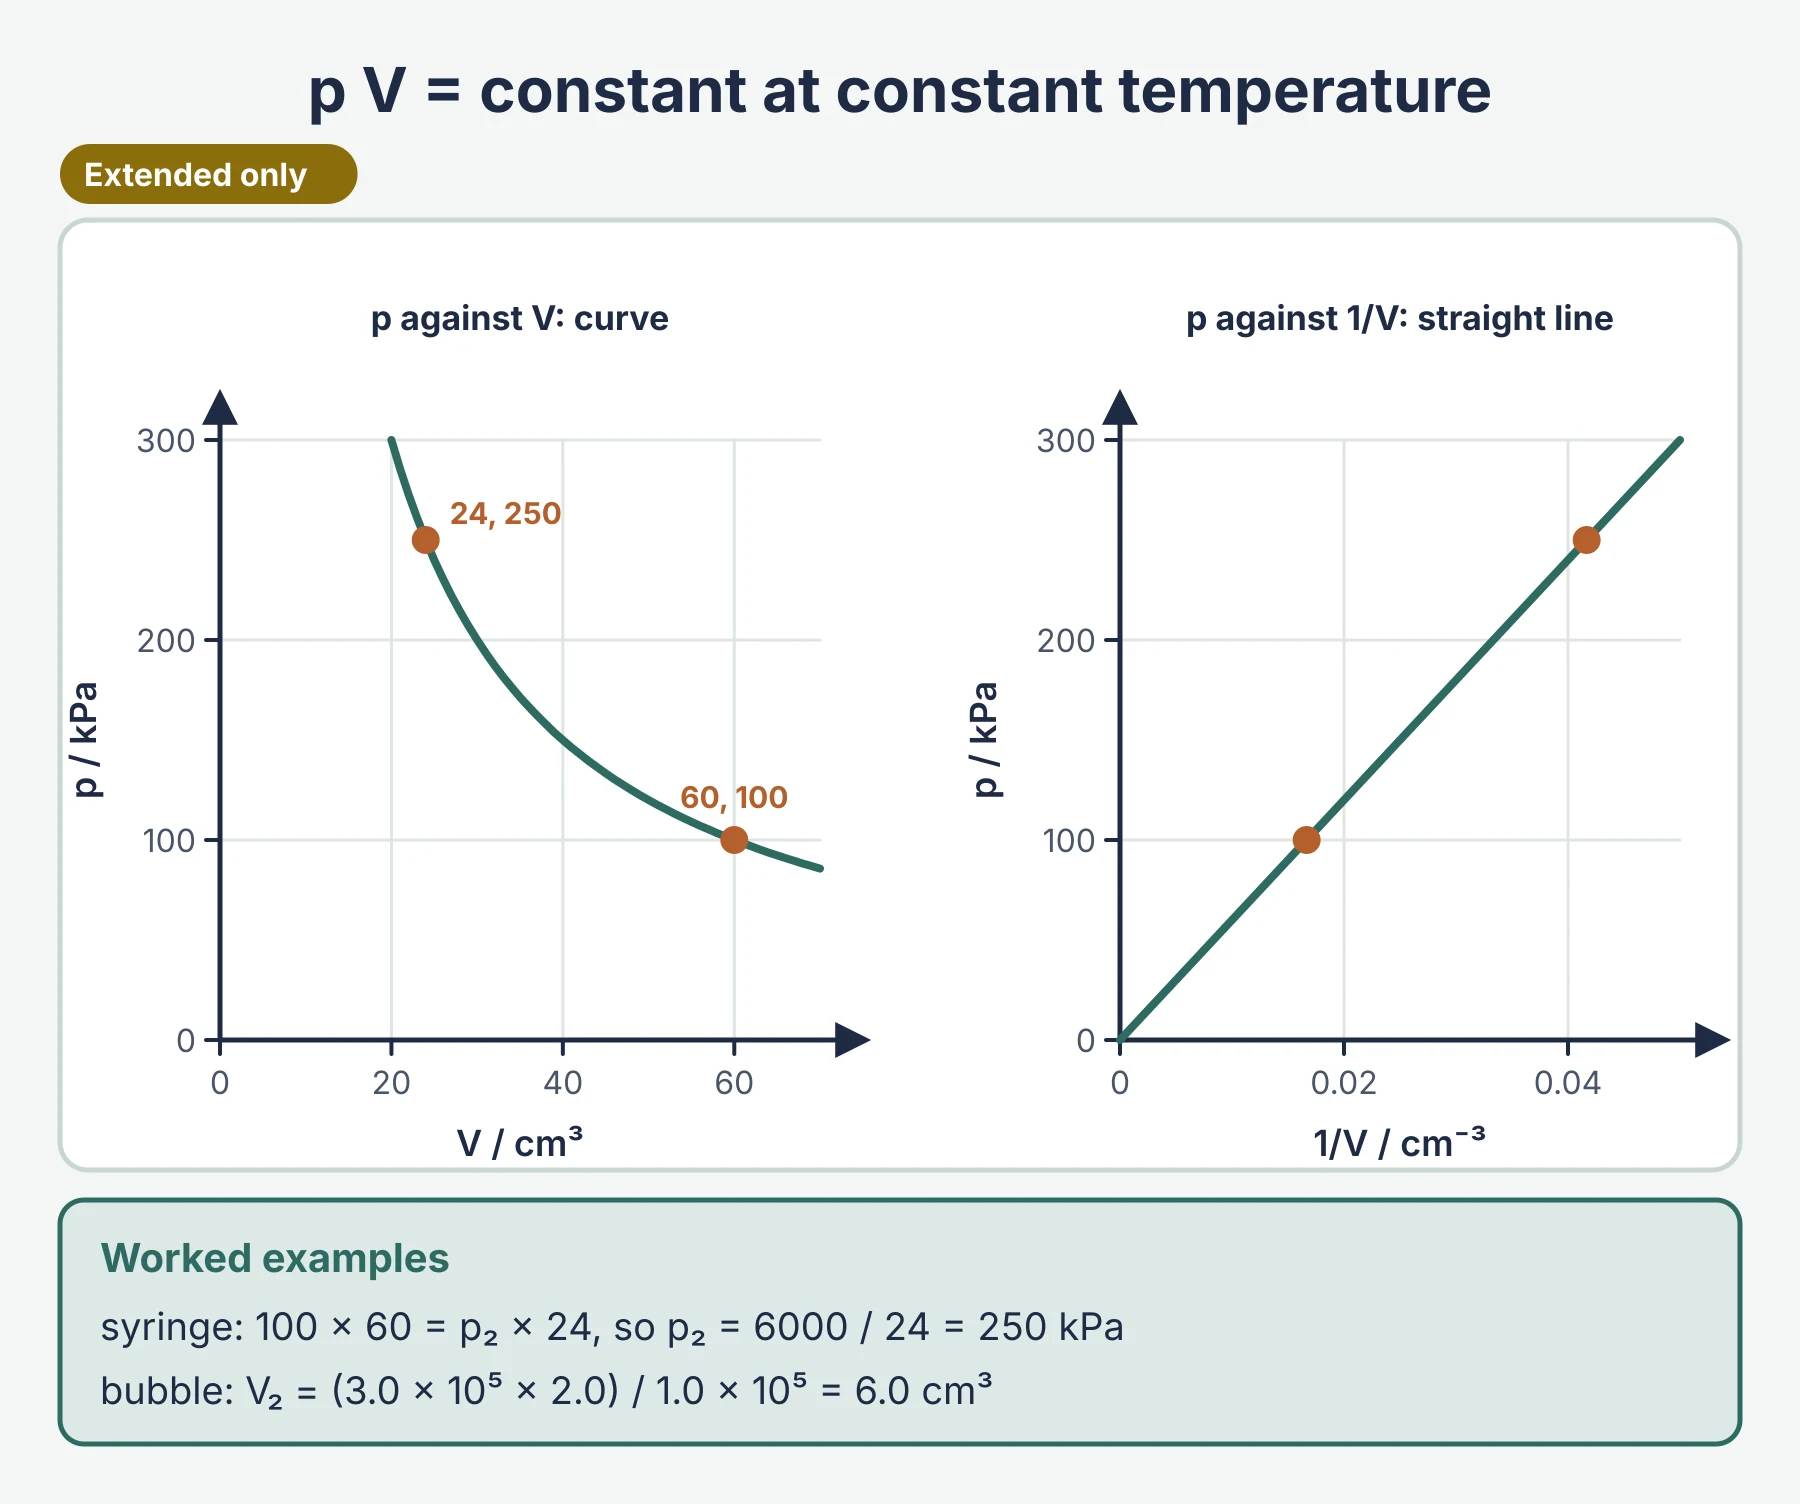 p V = constant at constant temperature
Extended only
p against V: curve
300
200
100
0
p / kPa
24, 250
60, 100
0 20 40 60
V / cm³
p against 1/V: straight line
300
200
100
0
p / kPa
0 0.02 0.04
1/V / cm⁻³
Worked examples
syringe: 100 × 60 = p₂ × 24, so p₂ = 6000 / 24 = 250 kPa
bubble: V₂ = (3.0 × 10⁵ × 2.0) / 1.0 × 10⁵ = 6.0 cm³